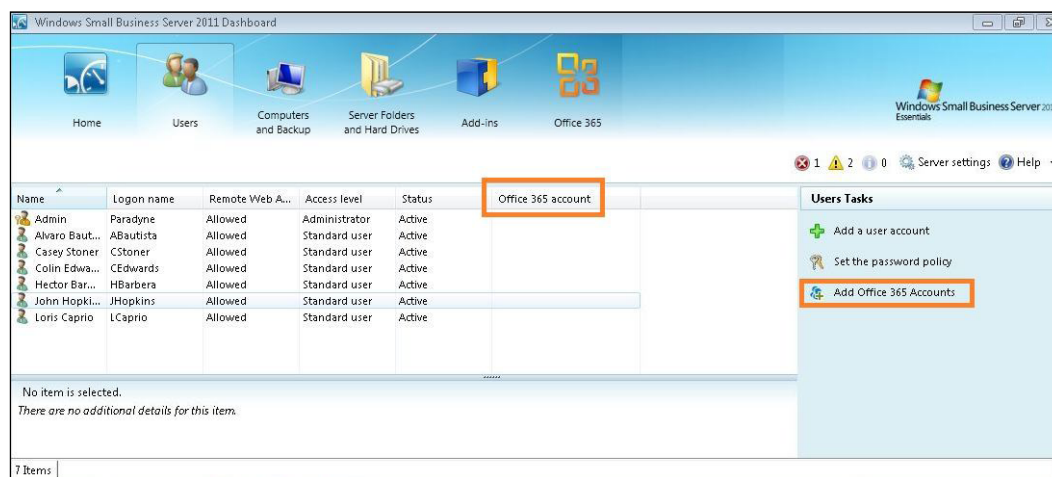 Windows Small Business Server 2011 Dashboard
Home
Users
Computers and Backup
Server Folders and Hard Drives
Add-ins
Office 365
Windows Small Business Server
Essentials
1 2 0 Server settings Help
Name Logon name Remote Web A... Access level Status Office 365 account
Admin Paradyne Allowed Administrator Active
Alvaro Baut... ABautista Allowed Standard user Active
Casey Stoner CStoner Allowed Standard user Active
Colin Edwa... CEdwards Allowed Standard user Active
Hector Bar... HBarbera Allowed Standard user Active
John Hopki... JHopkins Allowed Standard user Active
Loris Caprio LCaprio Allowed Standard user Active
Users Tasks
Add a user account
Set the password policy
Add Office 365 Accounts
No item is selected.
There are no additional details for this item.
7 Items